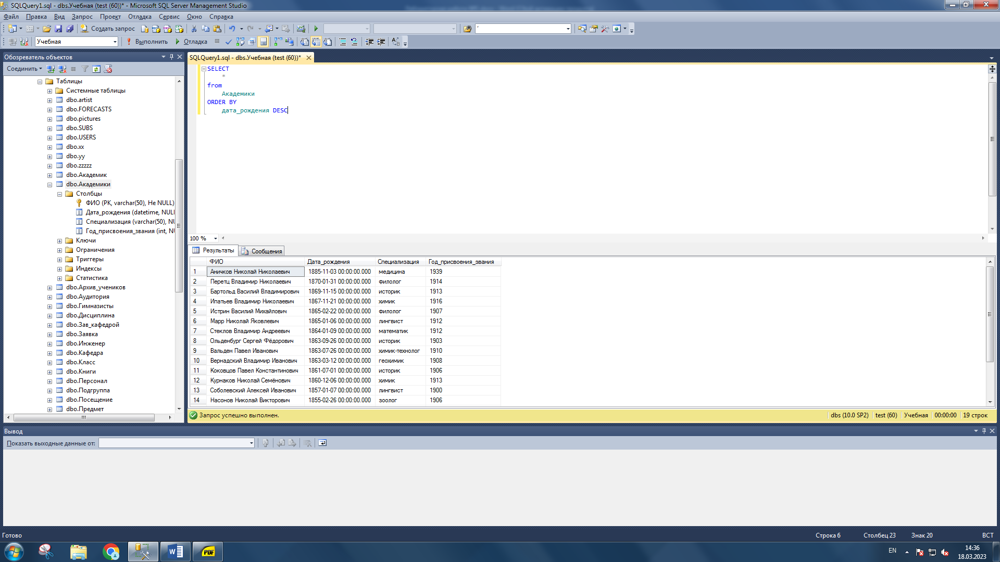 SQLQuery1.sql - dbs.Учебная (test (60))* - Microsoft SQL Server Management Studio
Файл Правка Вид Запрос Проект Отладка Сервис Окно Справка
Создать запрос
Учебная Выполнить Отладка
Обозреватель объектов
Соединить
Таблицы
Системные таблицы
dbo.artist
dbo.FORECASTS
dbo.pictures
dbo.SUBS
dbo.USERS
dbo.xx
dbo.yy
dbo.zzzzz
dbo.Академик
dbo.Академики
Столбцы
ФИО (PK, varchar(50), Не NULL)
Дата_рождения (datetime, NULL
Специализация (varchar(50), NU
Год_присвоения_звания (int, NU
Ключи
Ограничения
Триггеры
Индексы
Статистика
dbo.Архив_учеников
dbo.Аудитория
dbo.Гимназисты
dbo.Дисциплина
dbo.Зав_кафедрой
dbo.Заявка
dbo.Инженер
dbo.Кафедра
dbo.Класс
dbo.Книги
dbo.Персонал
dbo.Подгруппа
dbo.Посещение
dbo.Предмет
SQLQuery1.sql - dbs.Учебная (test (60))*
SELECT
*
from
Академики
ORDER BY
дата_рождения DESC
100 %
Результаты Сообщения
ФИО Дата_рождения Специализация Год_присвоения_звания
1 Аничков Николай Николаевич 1885-11-03 00:00:00.000 медицина 1939
2 Перетц Владимир Николаевич 1870-01-31 00:00:00.000 филолог 1914
3 Бартольд Василий Владимирович 1869-11-15 00:00:00.000 историк 1913
4 Ипатьев Владимир Николаевич 1867-11-21 00:00:00.000 химик 1916
5 Истрин Василий Михайлович 1865-02-22 00:00:00.000 филолог 1907
6 Марр Николай Яковлевич 1865-01-06 00:00:00.000 лингвист 1912
7 Стеклов Владимир Андреевич 1864-01-09 00:00:00.000 математик 1912
8 Ольденбург Сергей Фёдорович 1863-09-26 00:00:00.000 историк 1903
9 Вальден Павел Иванович 1863-07-26 00:00:00.000 химик-технолог 1910
10 Вернадский Владимир Иванович 1863-03-12 00:00:00.000 геохимик 1908
11 Коковцов Павел Константинович 1861-07-01 00:00:00.000 историк 1906
12 Курнаков Николай Семёнович 1860-12-06 00:00:00.000 химик 1913
13 Соболевский Алексей Иванович 1857-01-07 00:00:00.000 лингвист 1900
14 Насонов Николай Викторович 1855-02-26 00:00:00.000 зоолог 1906
Запрос успешно выполнен. dbs (10.0 SP2) test (60) Учебная 00:00:00 19 строк
Вывод
Показать выходные данные от:
Готово Строка 6 Столбец 23 Знак 20 ВСТ
W PDF EN 14:36
18.03.2023